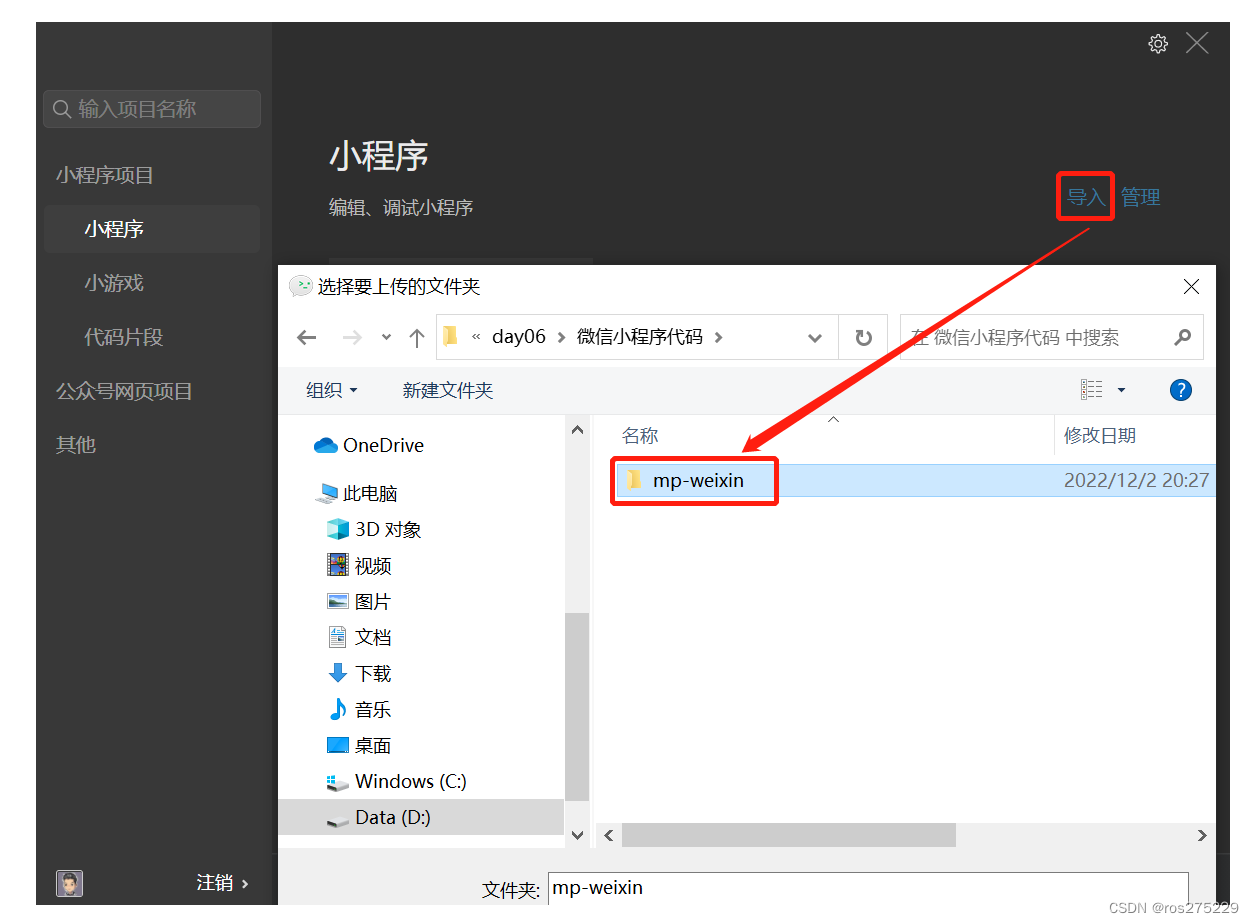 输入项目名称
小程序项目
小程序
小游戏
代码片段
公众号网页项目
其他
注销 ›
小程序
编辑、调试小程序
导入 管理
选择要上传的文件夹
« day06 › 微信小程序代码 ›
在 微信小程序代码 中搜索
组织 新建文件夹
?
OneDrive
此电脑
3D 对象
视频
图片
文档
下载
音乐
桌面
Windows (C:)
Data (D:)
名称 修改日期
mp-weixin 2022/12/2 20:27
文件夹: mp-weixin
CSDN @ros275229